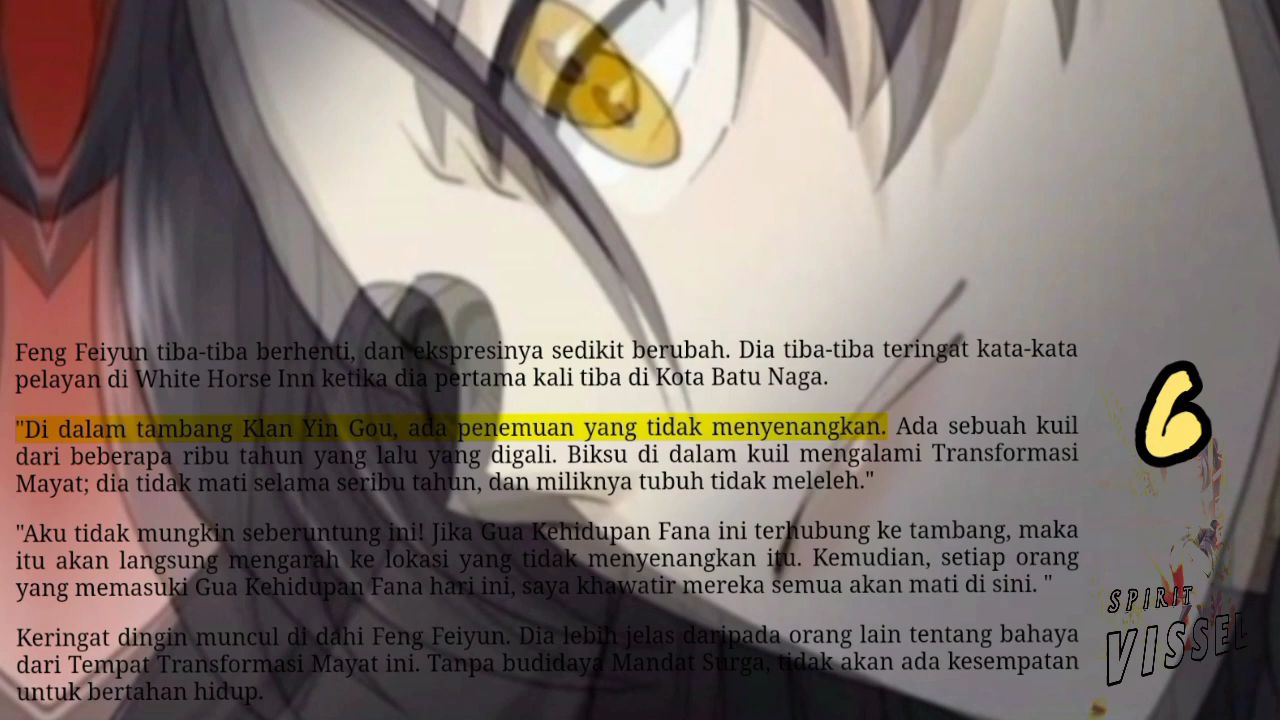 Feng Feiyun tiba-tiba berhenti, dan ekspresinya sedikit berubah. Dia tiba-tiba teringat kata-kata
pelayan di White Horse Inn ketika dia pertama kali tiba di Kota Batu Naga.
"Di dalam tambang Klan Yin Gou, ada penemuan yang tidak menyenangkan. Ada sebuah kuil
dari beberapa ribu tahun yang lalu yang digali. Biksu di dalam kuil mengalami Transformasi
Mayat; dia tidak mati selama seribu tahun, dan miliknya tubuh tidak meleleh."
"Aku tidak mungkin seberuntung ini! Jika Gua Kehidupan Fana ini terhubung ke tambang, maka
itu akan langsung mengarah ke lokasi yang tidak menyenangkan itu. Kemudian, setiap orang
yang memasuki Gua Kehidupan Fana hari ini, saya khawatir mereka semua akan mati di sini. "
Keringat dingin muncul di dahi Feng Feiyun. Dia lebih jelas daripada orang lain tentang bahaya
dari Tempat Transformasi Mayat ini. Tanpa budidaya Mandat Surga, tidak akan ada kesempatan
untuk bertahan hidup.
6
SPIRIT
VISSEL